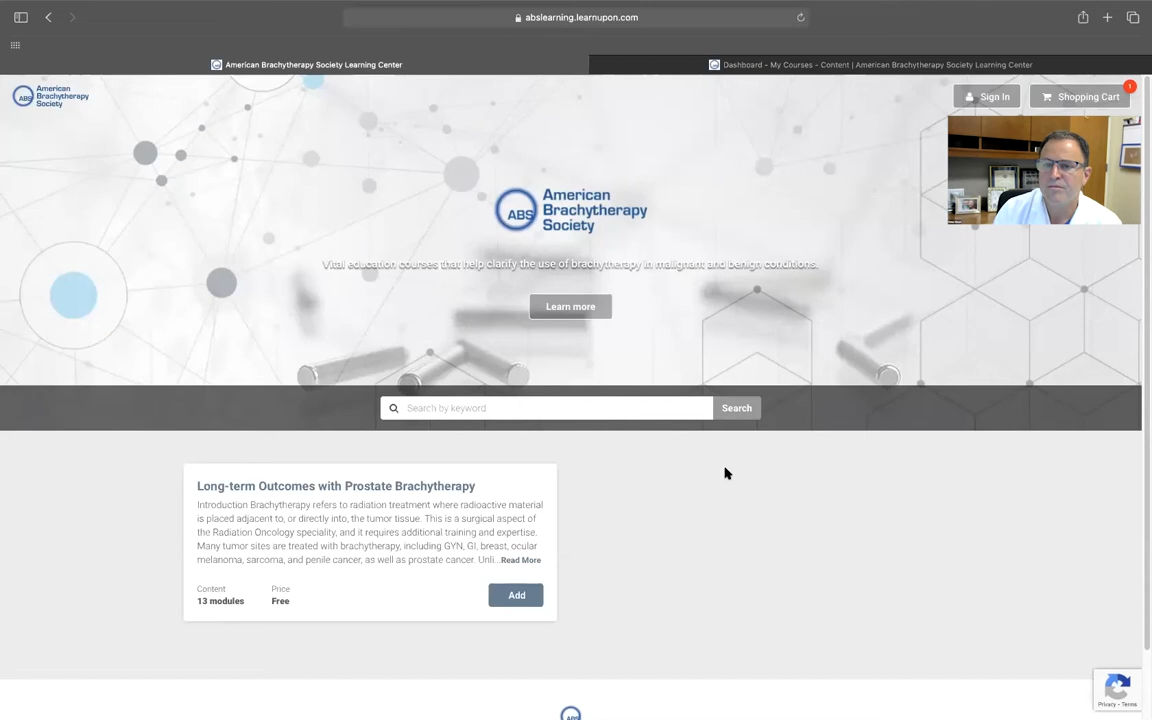 abslearning.learnupon.com
American Brachytherapy Society Learning Center
Dashboard - My Courses - Content | American Brachytherapy Society Learning Center
ABS
American
Brachytherapy
Society
Sign In
Shopping Cart
1
ABS
American
Brachytherapy
Society
Vital education courses that help clarify the use of brachytherapy in malignant and benign conditions.
Learn more
Search by keyword
Search
Long-term Outcomes with Prostate Brachytherapy
Introduction Brachytherapy refers to radiation treatment where radioactive material
is placed adjacent to, or directly into, the tumor tissue. This is a surgical aspect of
the Radiation Oncology speciality, and it requires additional training and expertise.
Many tumor sites are treated with brachytherapy, including GYN, GI, breast, ocular
melanoma, sarcoma, and penile cancer, as well as prostate cancer. Unli...Read More
Content
13 modules
Price
Free
Add
Privacy - Terms
ABS